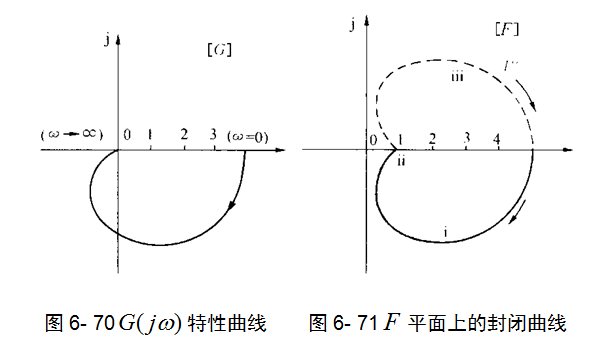 j
[G]
(ω→∞) 0 1 2 3 (ω=0)
图 6- 70 G(jω) 特性曲线
j
[F]
iii
Γ′′
0 1 2 3 4
ii
i
图 6- 71 F 平面上的封闭曲线